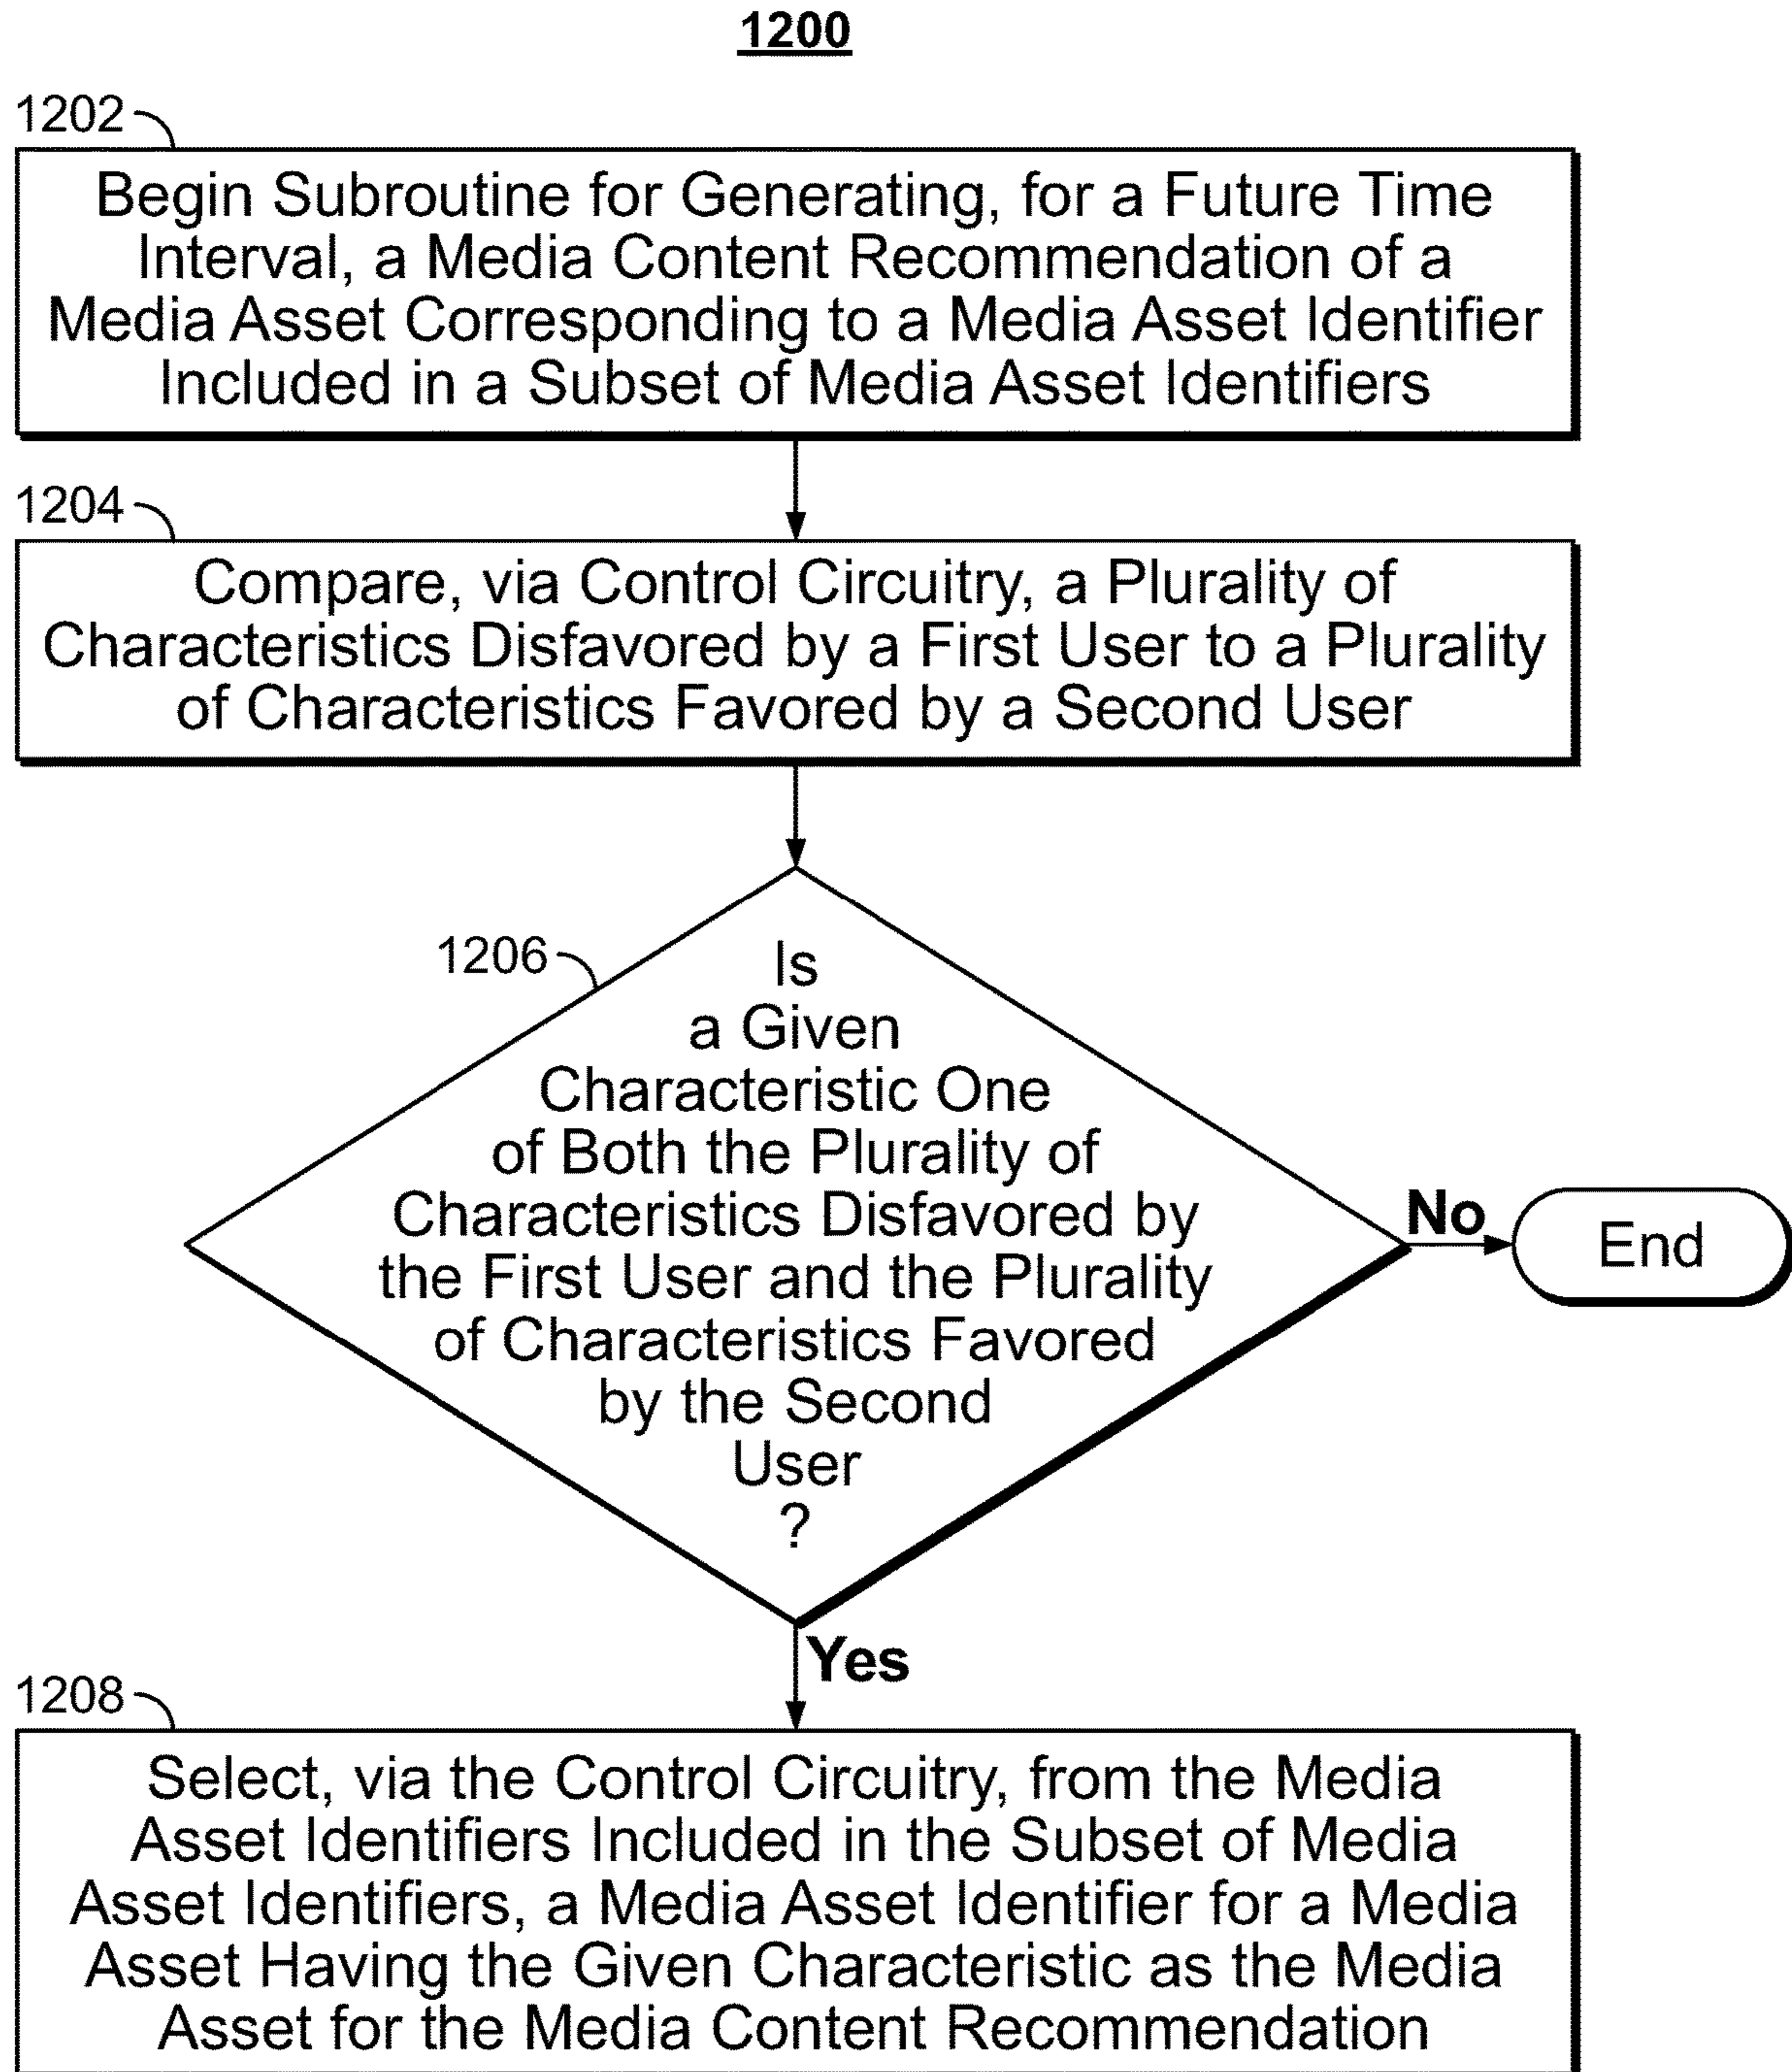 1200
1202
Begin Subroutine for Generating, for a Future Time
Interval, a Media Content Recommendation of a
Media Asset Corresponding to a Media Asset Identifier
Included in a Subset of Media Asset Identifiers
1204
Compare, via Control Circuitry, a Plurality of
Characteristics Disfavored by a First User to a Plurality
of Characteristics Favored by a Second User
1206
Is
a Given
Characteristic One
of Both the Plurality of
Characteristics Disfavored by
the First User and the Plurality
of Characteristics Favored
by the Second
User
?
No
End
Yes
1208
Select, via the Control Circuitry, from the Media
Asset Identifiers Included in the Subset of Media
Asset Identifiers, a Media Asset Identifier for a Media
Asset Having the Given Characteristic as the Media
Asset for the Media Content Recommendation